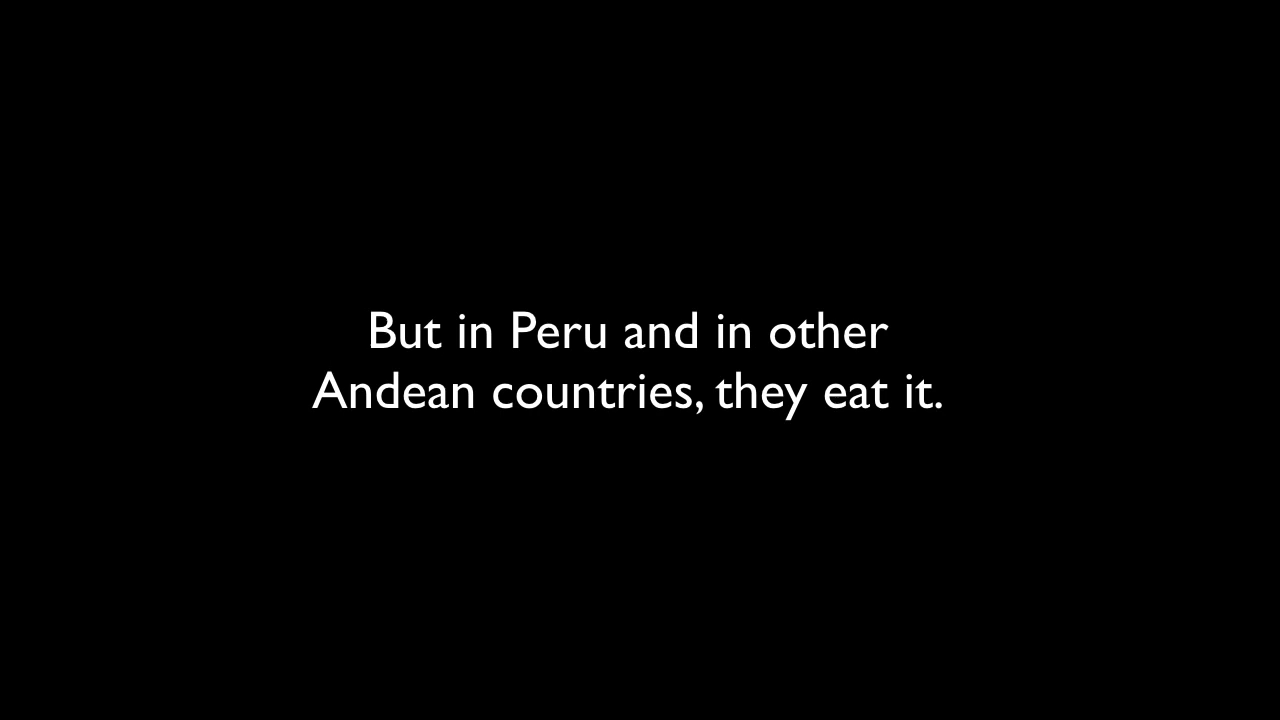 But in Peru and in other
Andean countries, they eat it.